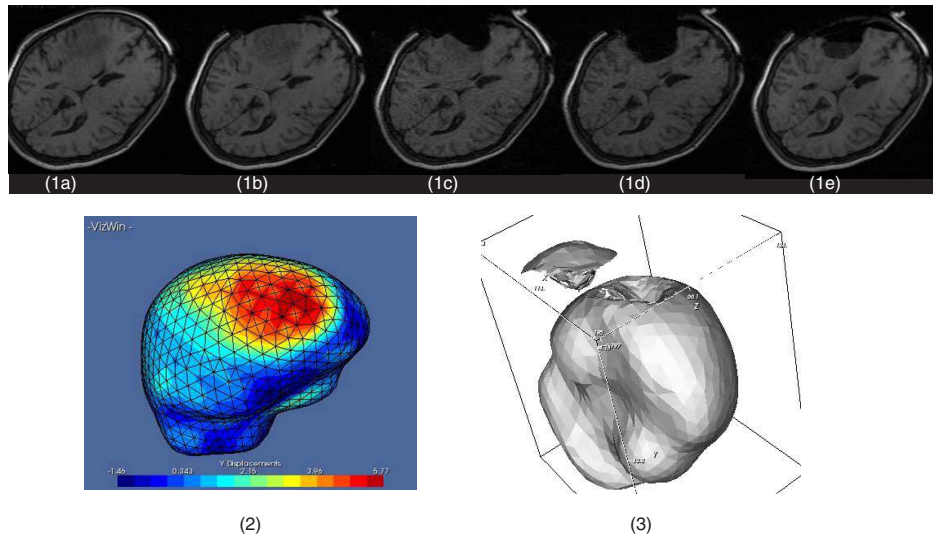 (1a) (1b) (1c) (1d) (1e)
-VizWin -
Y Displacements
-1.46 0.343 2.15 3.96 5.77
X
Z
Y
(2) (3)